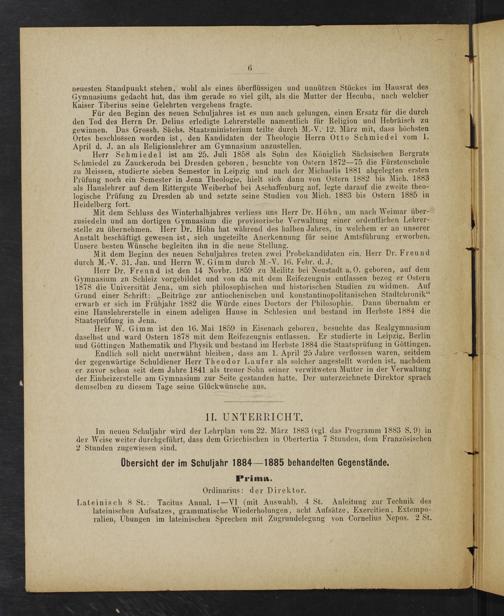 6
neuesten Standpunkt stehen, wohl als eines überflüssigen und unnützen Stückes im Hausrat des
Gymnasiums gedacht hat, das ihm gerade so viel gilt, als die Mutter der Hecuba, nach welcher
Kaiser Tiberius seine Gelehrten vergebens fragte.
Für den Beginn des neuen Schuljahres ist es nun auch gelungen, einen Ersatz für die durch
den Tod des Herrn Dr. Delius erledigte Lehrerstelle namentlich für Religion und Hebräisch zu
gewinnen. Das Grossh. Sächs. Staatsministerium teilte durch M.-V. 12. März mit, dass höchsten
Ortes beschlossen worden ist, den Kandidaten der Theologie Herrn Otto Schmiedel vom 1.
April d. J. an als Religionslehrer am Gymnasium anzustellen.
Herr Schmiedel ist am 25. Juli 1858 als Sohn des Königlich Sächsischen Bergrats
Schmiedel zu Zauckeroda bei Dresden geboren, besuchte von Ostern 1872—75 die Fürstenschule
zu Meissen, studierte sieben Semester in Leipzig und nach der Michaelis 1881 abgelegten ersten
Prüfung noch ein Semester in Jena Theologie, hielt sich dann von Ostern 1882 bis Mich. 1883
als Hauslehrer auf dem Rittergute Weiberhof bei Aschaffenburg auf, legte darauf die zweite theo-
logische Prüfung zu Dresden ab und setzte seine Studien von Mich. 1883 bis Ostern 1885 in
Heidelberg fort.
Mit dem Schluss des Winterhalbjahres verliess uns Herr Dr. Höhn, um nach Weimar über-
zusiedeln und am dortigen Gymnasium die provisorische Verwaltung einer ordentlichen Lehrer-
stelle zu übernehmen. Herr Dr. Höhn hat während des halben Jahres, in welchem er an unserer
Anstalt beschäftigt gewesen ist, sich ungeteilte Anerkennung für seine Amtsführung erworben.
Unsere besten Wünsche begleiten ihn in die neue Stellung.
Mit dem Beginn des neuen Schuljahres treten zwei Probekandidaten ein, Herr Dr. Freund
durch M.-V. 31. Jan. und Herrn W. Gimm durch M.-V. 16. Febr. d. J.
Herr Dr. Freund ist den 14 Novbr. 1859 zu Meilitz bei Neustadt a. O. geboren, auf dem
Gymnasium zu Schleiz vorgebildet und von da mit dem Reifezeugnis entlassen bezog er Ostern
1878 die Universität Jena, um sich philosophischen und historischen Studien zu widmen. Auf
Grund einer Schrift: „Beiträge zur antiochenischen und konstantinopolitanischen Stadtchronik“
erwarb er sich im Frühjahr 1882 die Würde eines Doctors der Philosophie. Dann übernahm er
eine Hauslehrerstelle in einem adeligen Hause in Schlesien und bestand im Herbste 1884 die
Staatsprüfung in Jena.
Herr W. Gimm ist den 16. Mai 1859 in Eisenach geboren, besuchte das Realgymnasium
daselbst und ward Ostern 1878 mit dem Reifezeugnis entlassen. Er studierte in Leipzig, Berlin
und Göttingen Mathematik und Physik und bestand im Herbste 1884 die Staatsprüfung in Göttingen.
Endlich soll nicht unerwähnt bleiben, dass am 1. April 25 Jahre verflossen waren, seitdem
der gegenwärtige Schuldiener Herr Theodor Laufer als solcher angestellt worden ist, nachdem
er zuvor schon seit dem Jahre 1841 als treuer Sohn seiner verwitweten Mutter in der Verwaltung
der Einheizerstelle am Gymnasium zur Seite gestanden hatte. Der unterzeichnete Direktor sprach
demselben zu diesem Tage seine Glückwünsche aus.
II. UNTERRICHT.
Im neuen Schuljahr wird der Lehrplan vom 22. März 1883 (vgl. das Programm 1883 S. 9) in
der Weise weiter durchgeführt, dass dem Griechischen in Obertertia 7 Stunden, dem Französischen
2 Stunden zugewiesen sind.
Übersicht der im Schuljahr 1884—1885 behandelten Gegenstände.
Prima.
Ordinarius: der Direktor.
Lateinisch 8 St.: Tacitus Annal. I—VI (mit Auswahl). 4 St. Anleitung zur Technik des
lateinischen Aufsatzes, grammatische Wiederholungen, acht Aufsätze, Exercitien, Extempo-
ralien, Übungen im lateinischen Sprechen mit Zugrundelegung von Cornelius Nepos. 2 St.